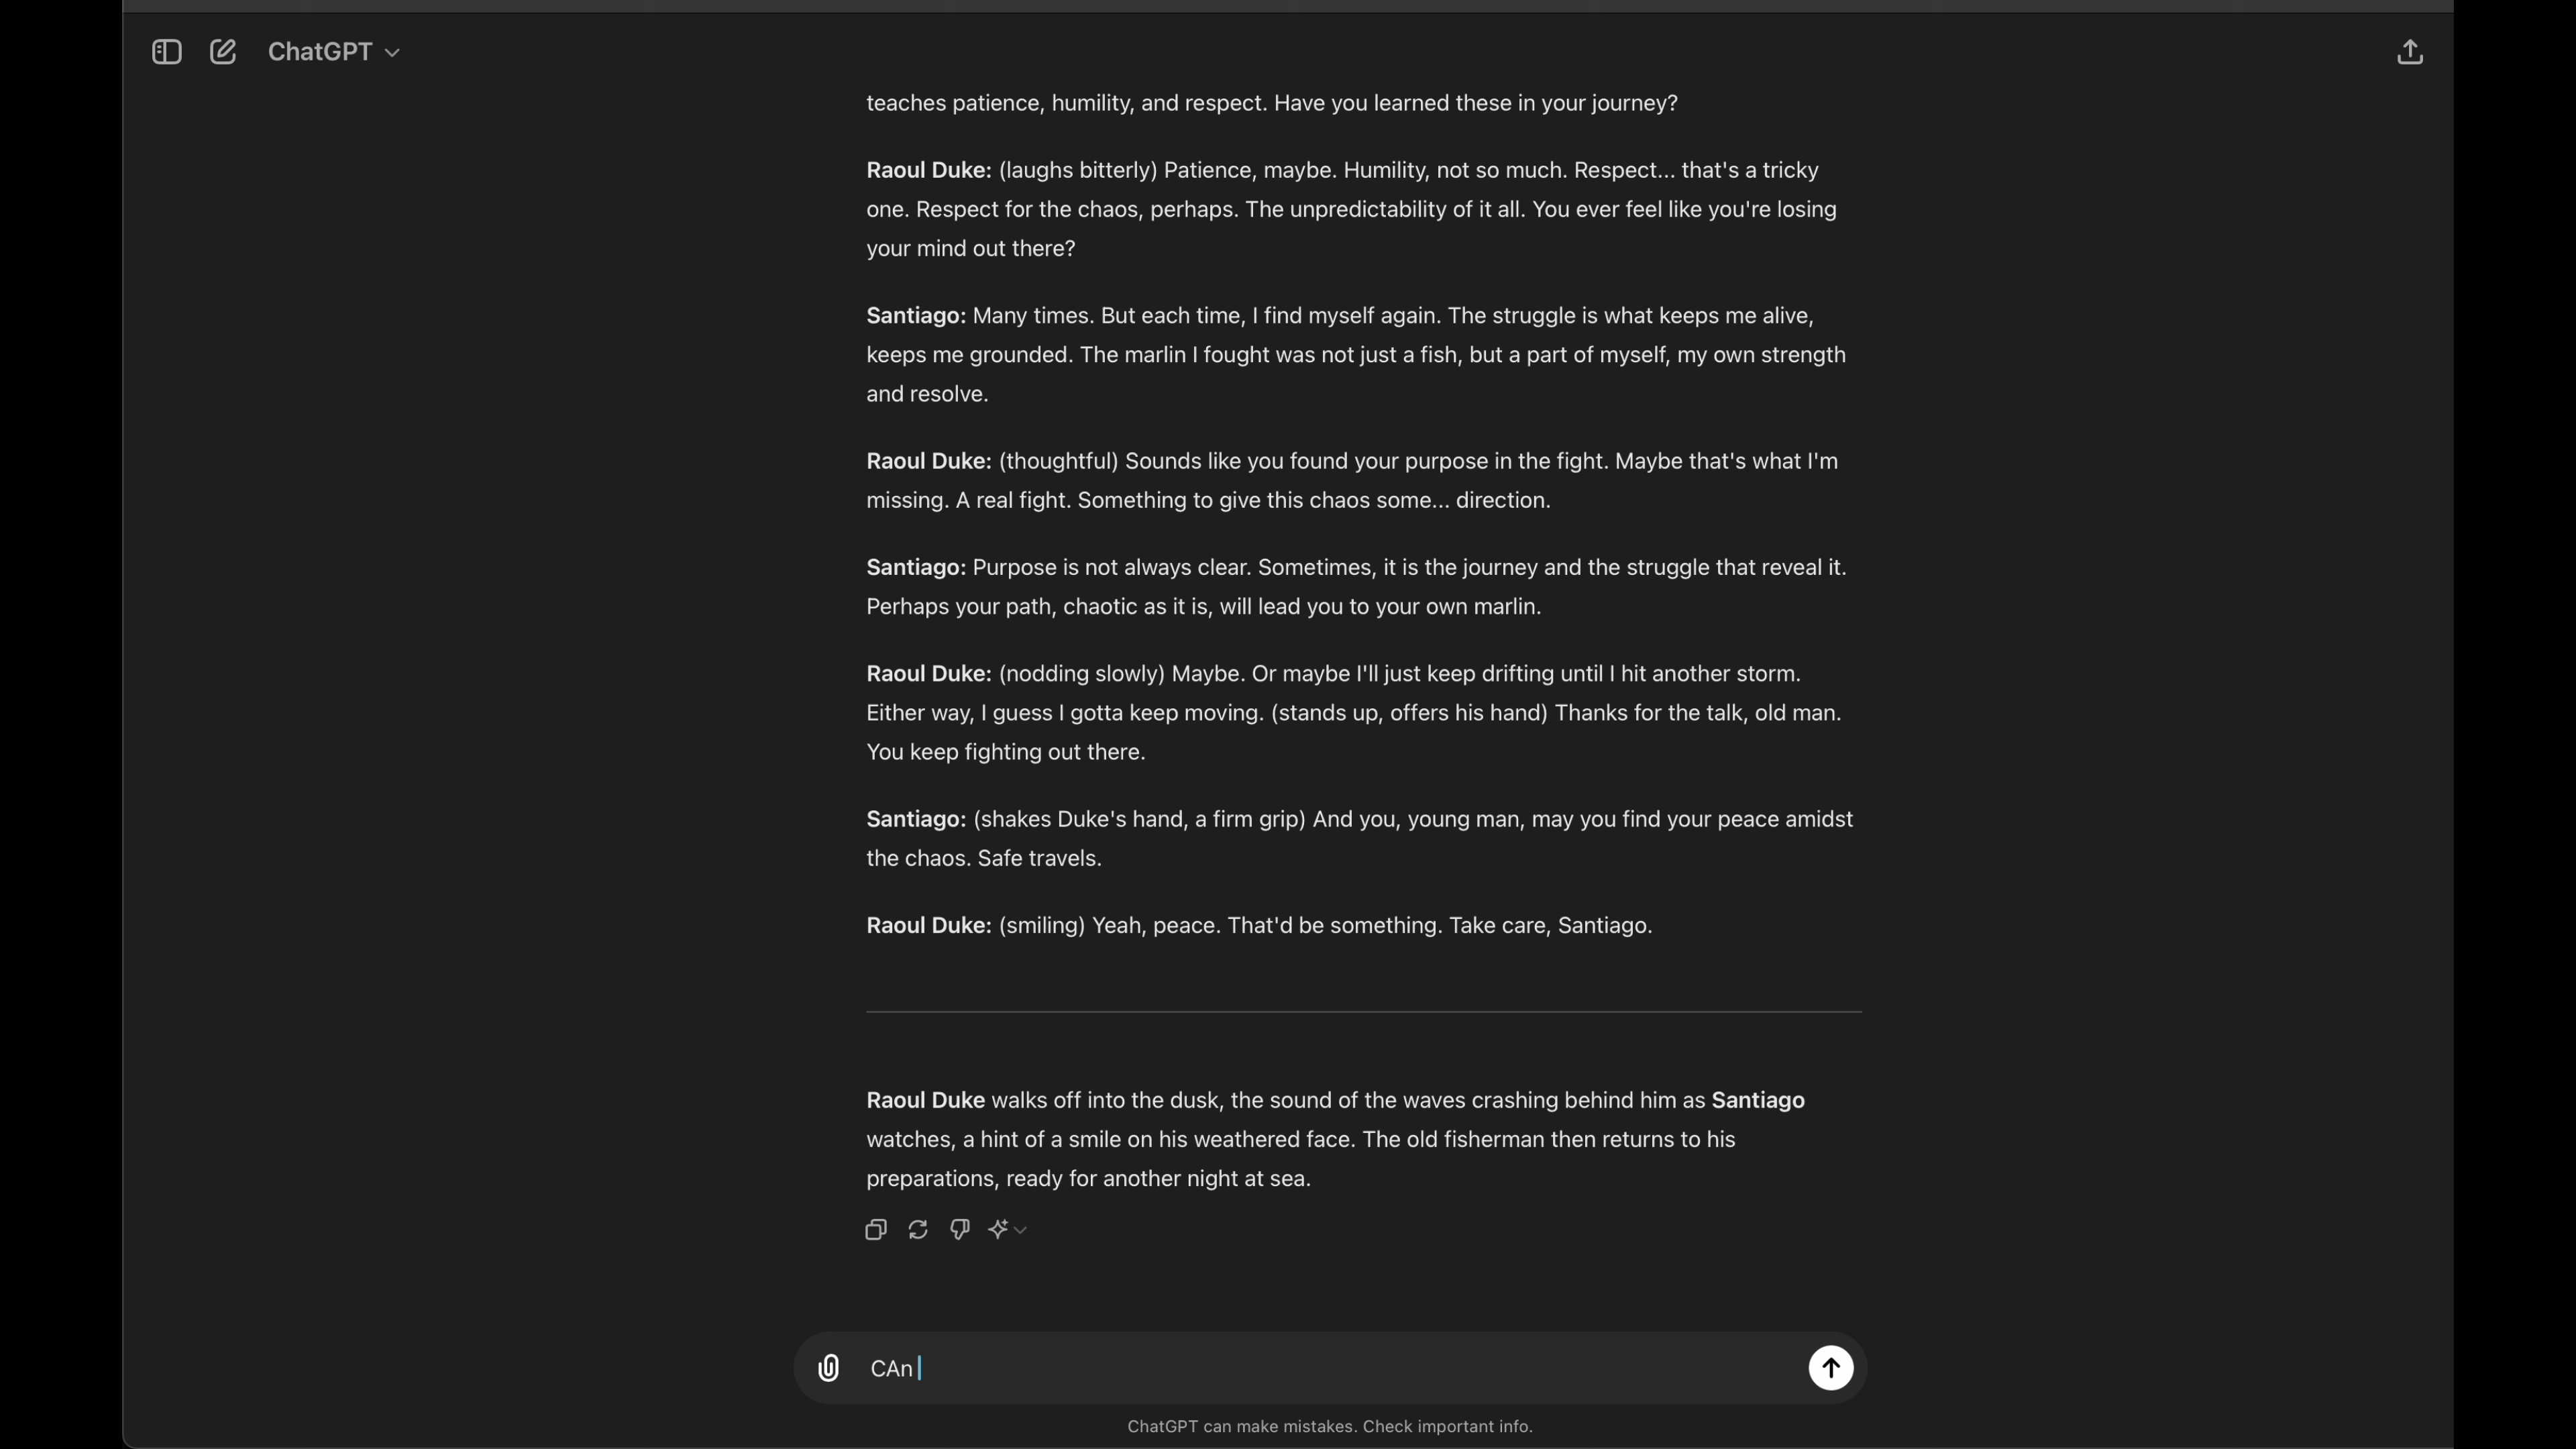 ChatGPT
teaches patience, humility, and respect. Have you learned these in your journey?
Raoul Duke: (laughs bitterly) Patience, maybe. Humility, not so much. Respect... that's a tricky
one. Respect for the chaos, perhaps. The unpredictability of it all. You ever feel like you're losing
your mind out there?
Santiago: Many times. But each time, I find myself again. The struggle is what keeps me alive,
keeps me grounded. The marlin I fought was not just a fish, but a part of myself, my own strength
and resolve.
Raoul Duke: (thoughtful) Sounds like you found your purpose in the fight. Maybe that's what I'm
missing. A real fight. Something to give this chaos some... direction.
Santiago: Purpose is not always clear. Sometimes, it is the journey and the struggle that reveal it.
Perhaps your path, chaotic as it is, will lead you to your own marlin.
Raoul Duke: (nodding slowly) Maybe. Or maybe I'll just keep drifting until I hit another storm.
Either way, I guess I gotta keep moving. (stands up, offers his hand) Thanks for the talk, old man.
You keep fighting out there.
Santiago: (shakes Duke's hand, a firm grip) And you, young man, may you find your peace amidst
the chaos. Safe travels.
Raoul Duke: (smiling) Yeah, peace. That'd be something. Take care, Santiago.
Raoul Duke walks off into the dusk, the sound of the waves crashing behind him as Santiago
watches, a hint of a smile on his weathered face. The old fisherman then returns to his
preparations, ready for another night at sea.
CAn
ChatGPT can make mistakes. Check important info.